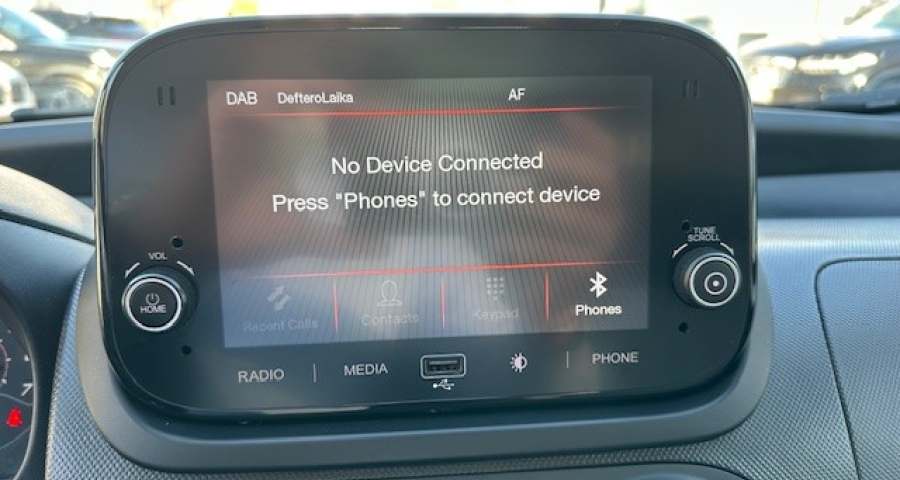 DAB DefteroLaika AF
No Device Connected
Press "Phones" to connect device
VOL
HOME
TUNE
SCROLL
Recent Calls Contacts Keypad Phones
RADIO MEDIA PHONE
7